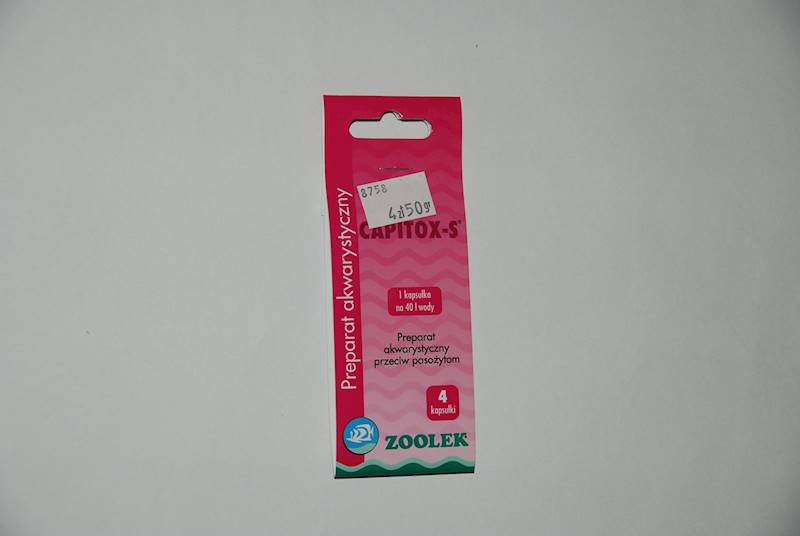 Preparat akwarystyczny
8758
4zł50gr
CAPITOX-S®
1 kapsułka
na 40 l wody
Preparat
akwarystyczny
przeciw pasożytom
4
kapsułki
ZOOLEK